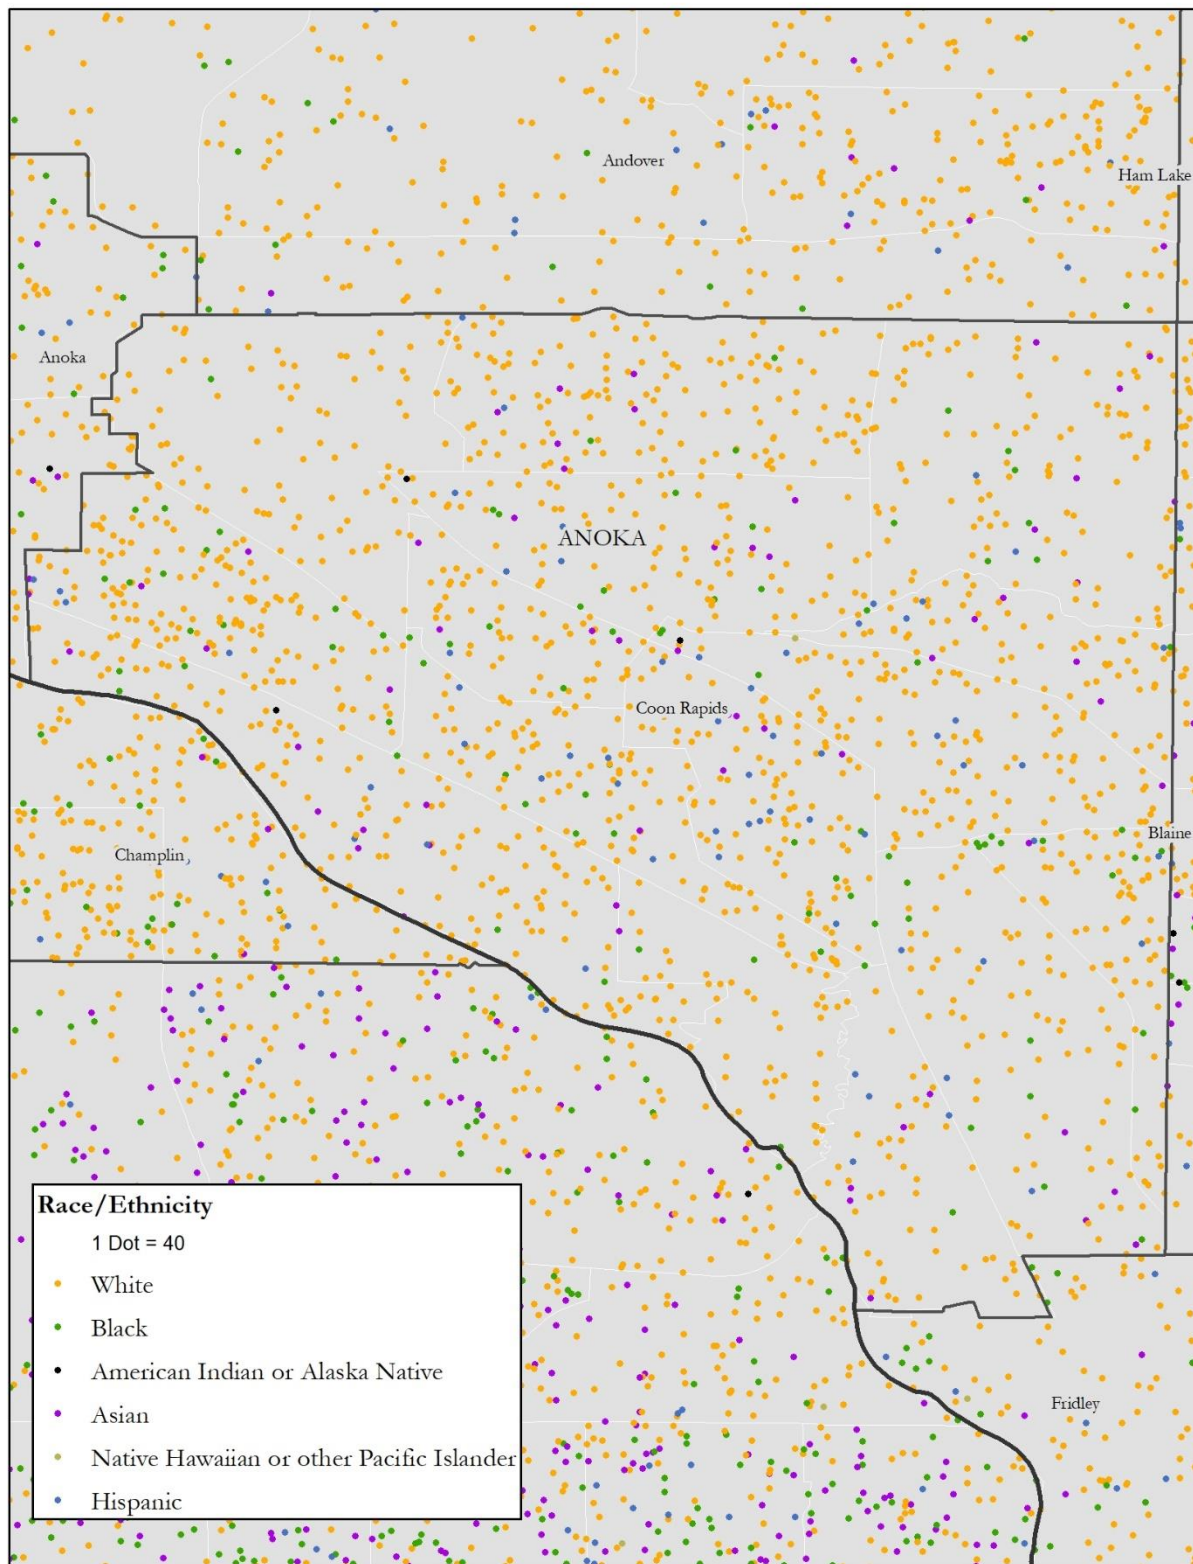 Andover
Ham Lake
Anoka
ANOKA
Coon Rapids
Blaine
Champlin
Race/Ethnicity
1 Dot = 40
White
Black
American Indian or Alaska Native
Asian
Native Hawaiian or other Pacific Islander
Hispanic
Fridley